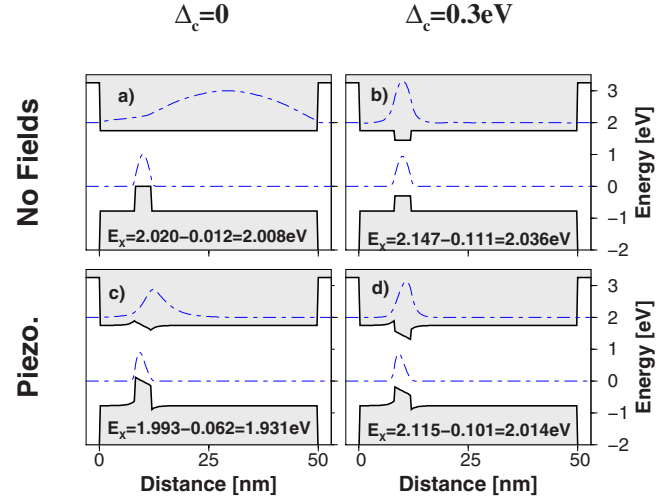 Δc=0 Δc=0.3eV
No Fields
a)
b)
3
2
1
0
−1
−2
Energy [eV]
EX=2.020−0.012=2.008eV
EX=2.147−0.111=2.036eV
Piezo.
c)
d)
3
2
1
0
−1
−2
Energy [eV]
EX=1.993−0.062=1.931eV
EX=2.115−0.101=2.014eV
0 25 50 0 25 50
Distance [nm] Distance [nm]